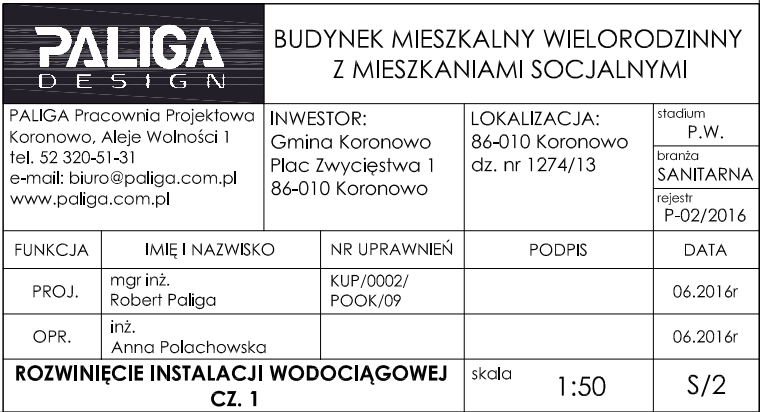 PALIGA
DESIGN
BUDYNEK MIESZKALNY WIELORODZINNY
Z MIESZKANIAMI SOCJALNYMI
PALIGA Pracownia Projektowa
Koronowo, Aleje Wolności 1
tel. 52 320-51-31
e-mail: biuro@paliga.com.pl
www.paliga.com.pl
INWESTOR:
Gmina Koronowo
Plac Zwycięstwa 1
86-010 Koronowo
LOKALIZACJA:
86-010 Koronowo
dz. nr 1274/13
stadium
P.W.
branża
SANITARNA
rejestr
P-02/2016
FUNKCJA IMIĘ I NAZWISKO NR UPRAWNIEŃ PODPIS DATA
PROJ.
mgr inż.
Robert Paliga
KUP/0002/
POOK/09
06.2016r
OPR.
inż.
Anna Polachowska
06.2016r
ROZWINIĘCIE INSTALACJI WODOCIĄGOWEJ
CZ. 1
skala
1:50
S/2